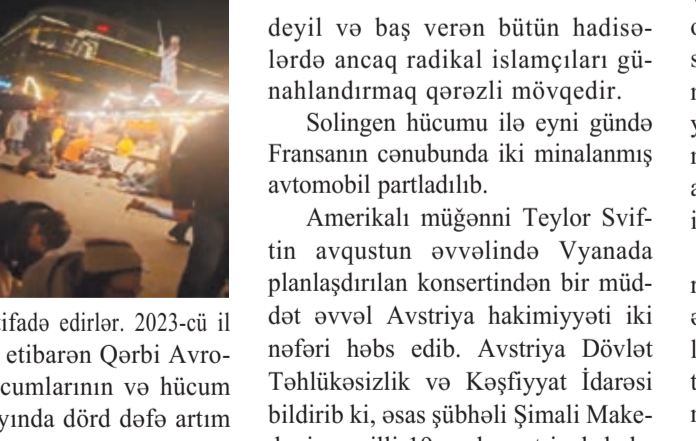 tifadə edirlər. 2023-cü il
etibarən Qərbi Avro-
cumlarının və hücum
yında dörd dəfə artım
deyil və baş verən bütün hadisə-
lərdə ancaq radikal islamçıları gü-
nahlandırmaq qərəzli mövqedir.
Solingen hücumu ilə eyni gündə
Fransanın cənubunda iki minalanmış
avtomobil partladılıb.
Amerikalı müğənni Teylor Svif-
tin avqustun əvvəlində Vyanada
planlaşdırılan konsertindən bir müd-
dət əvvəl Avstriya hakimiyyəti iki
nəfəri həbs edib. Avstriya Dövlət
Təhlükəsizlik və Kəşfiyyat İdarəsi
bildirib ki, əsas şübhəli Şimali Make-